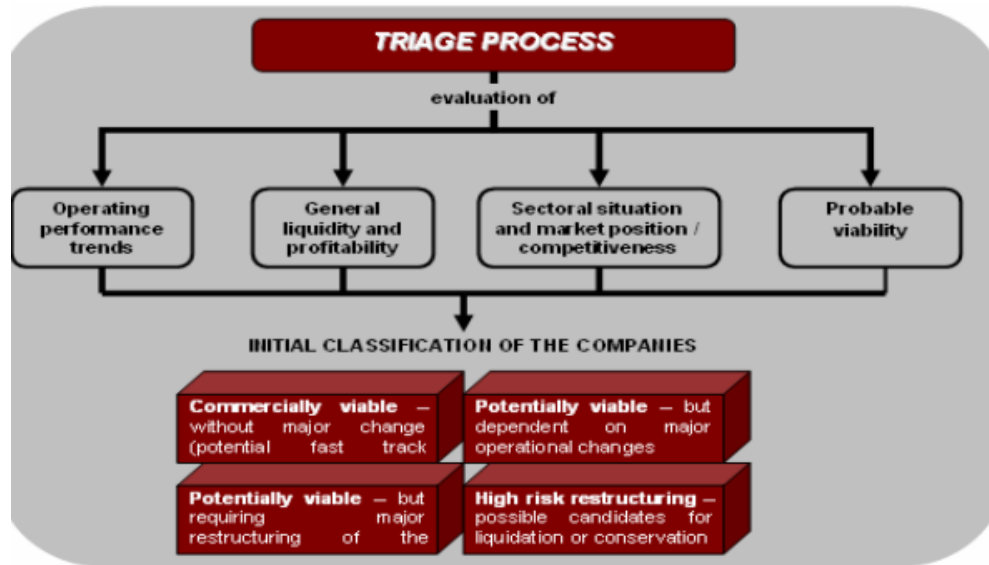 TRIAGE PROCESS
evaluation of
Operating
performance
trends
General
liquidity and
profitability
Sectoral situation
and market position /
competitiveness
Probable
viability
INITIAL CLASSIFICATION OF THE COMPANIES
Commercially viable –
without major change
(potential fast track
Potentially viable – but
dependent on major
operational changes
Potentially viable – but
requiring major
restructuring of the
High risk restructuring –
possible candidates for
liquidation or conservation